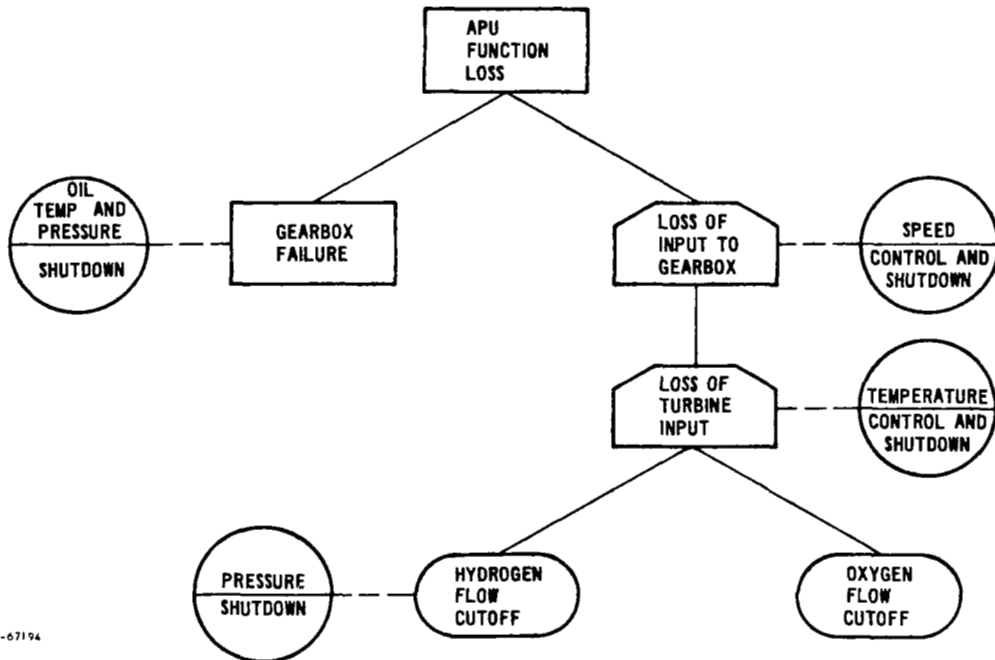 APU
FUNCTION
LOSS
OIL
TEMP AND
PRESSURE
SHUTDOWN
GEARBOX
FAILURE
LOSS OF
INPUT TO
GEARBOX
SPEED
CONTROL AND
SHUTDOWN
LOSS OF
TURBINE
INPUT
TEMPERATURE
CONTROL AND
SHUTDOWN
PRESSURE
SHUTDOWN
HYDROGEN
FLOW
CUTOFF
OXYGEN
FLOW
CUTOFF
-67194